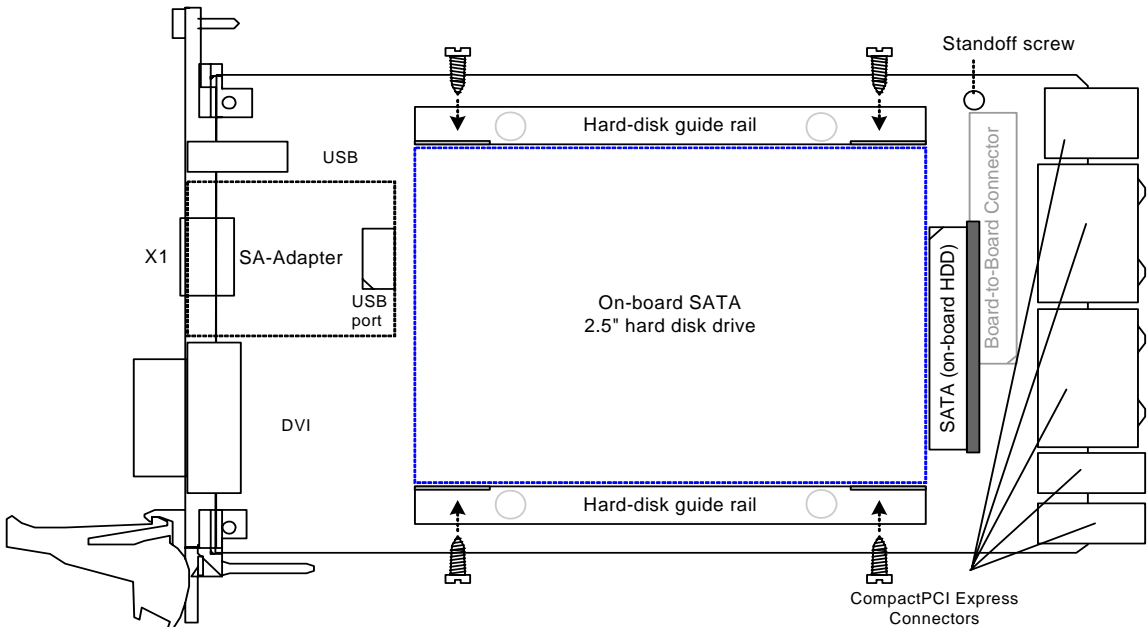 Standoff screw
Hard-disk guide rail
USB
X1
SA-Adapter
USB
port
On-board SATA
2.5" hard disk drive
SATA (on-board HDD)
Board-to-Board Connector
DVI
Hard-disk guide rail
CompactPCI Express
Connectors